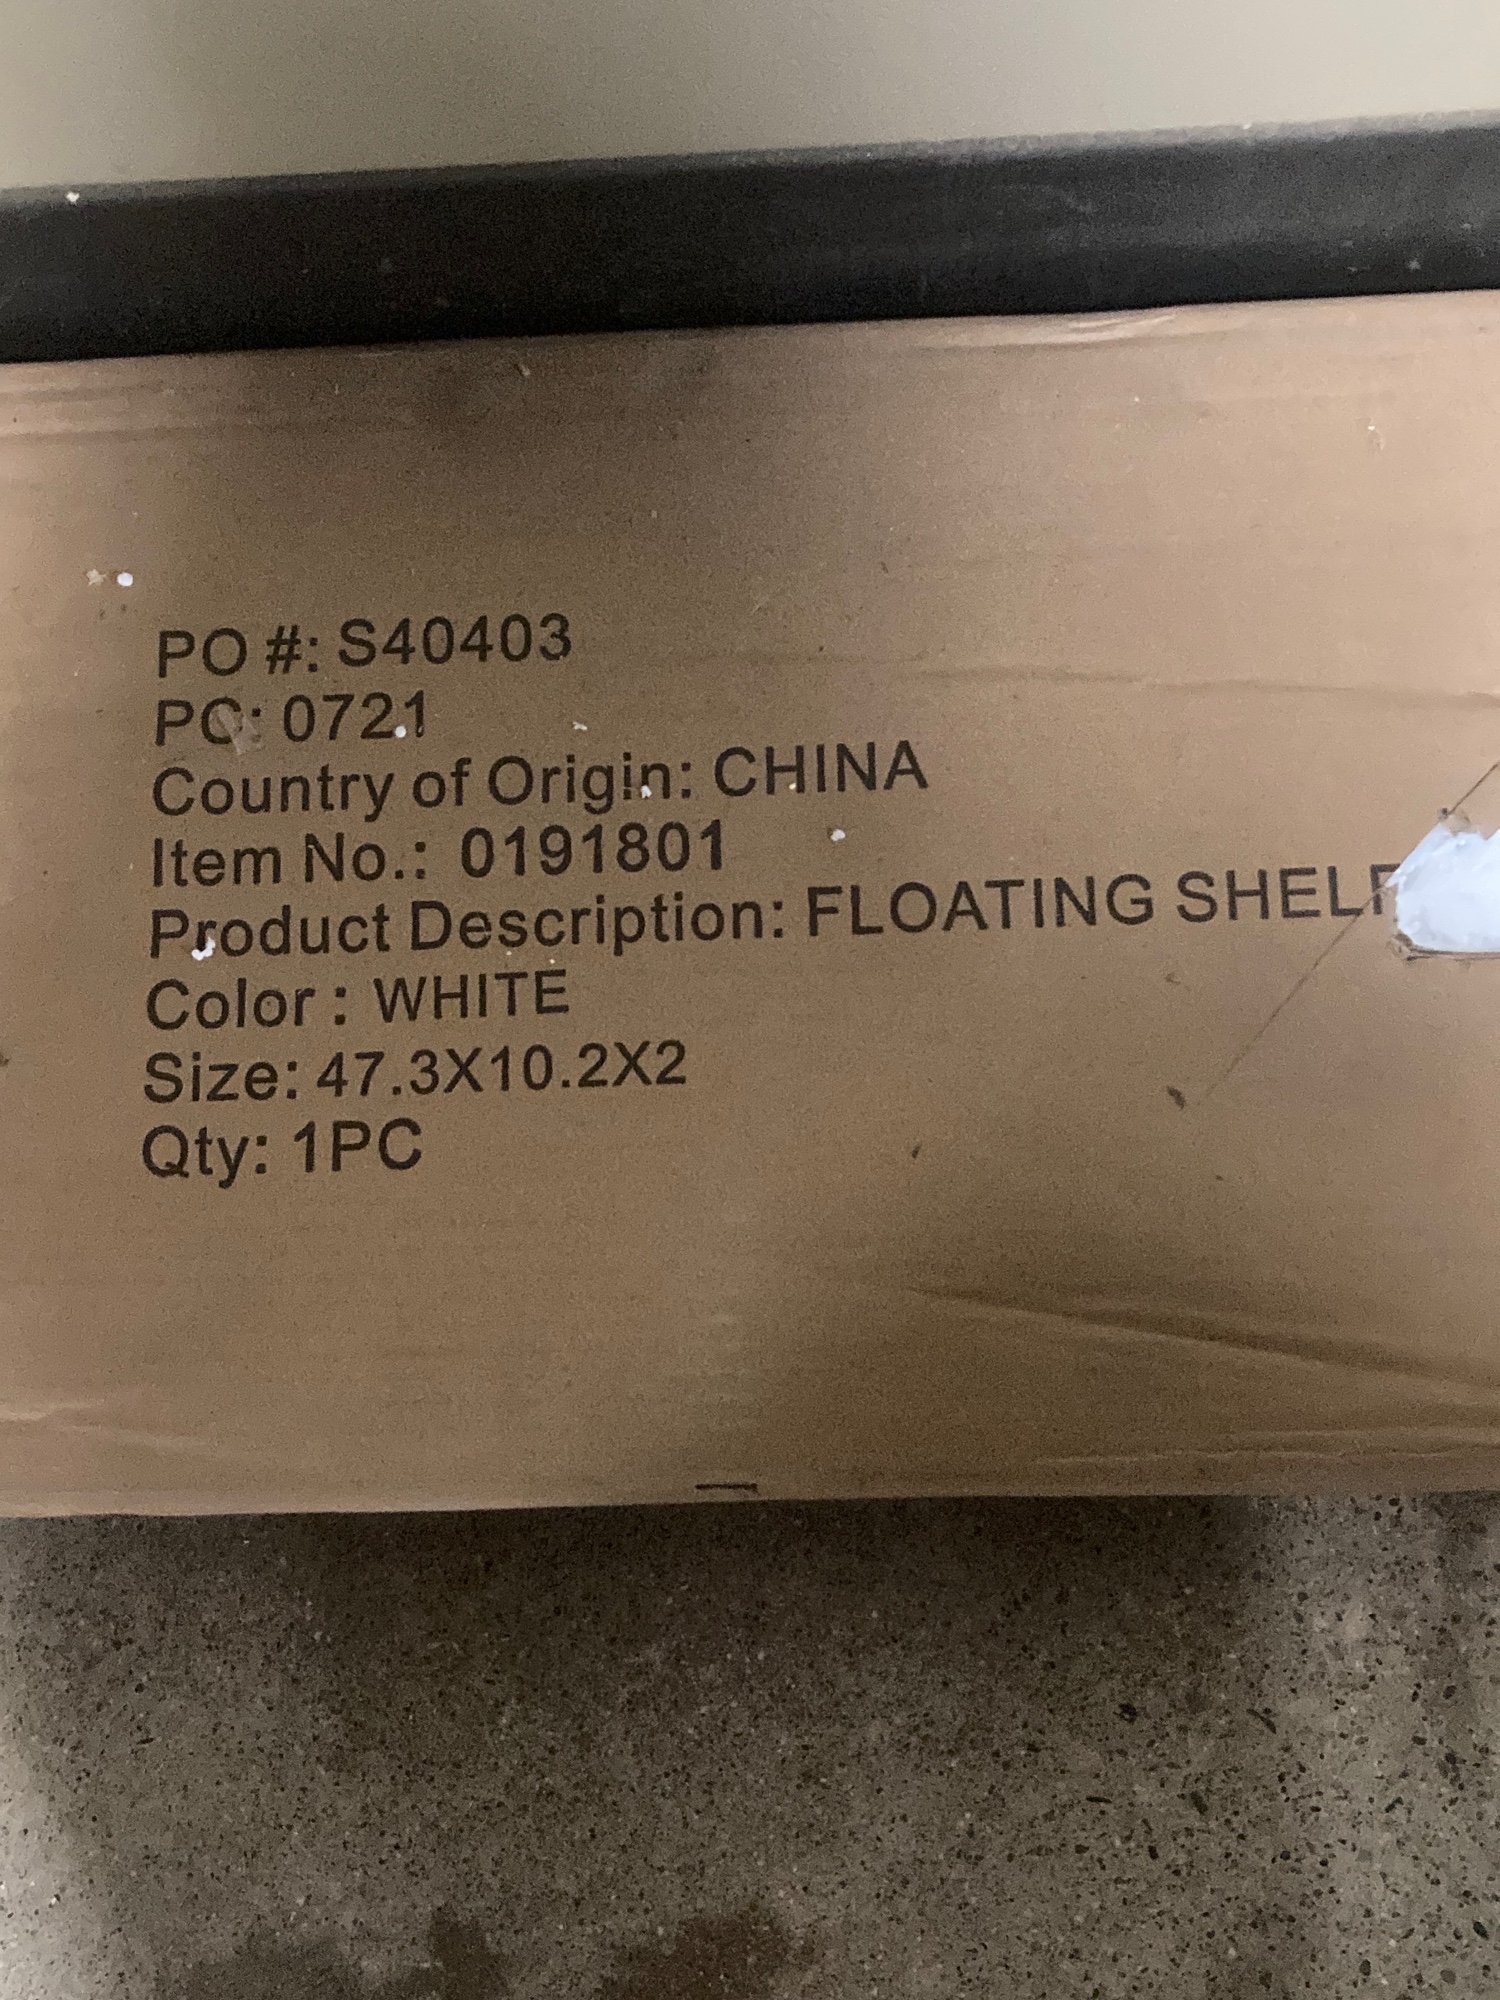 PO #: S40403
PC: 0721
Country of Origin: CHINA
Item No.: 0191801
Product Description: FLOATING SHELF
Color : WHITE
Size: 47.3X10.2X2
Qty: 1PC